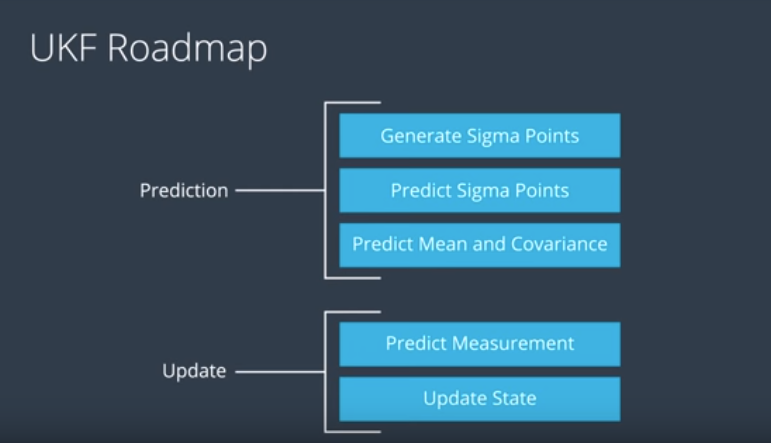 UKF Roadmap
Prediction
Generate Sigma Points
Predict Sigma Points
Predict Mean and Covariance
Update
Predict Measurement
Update State